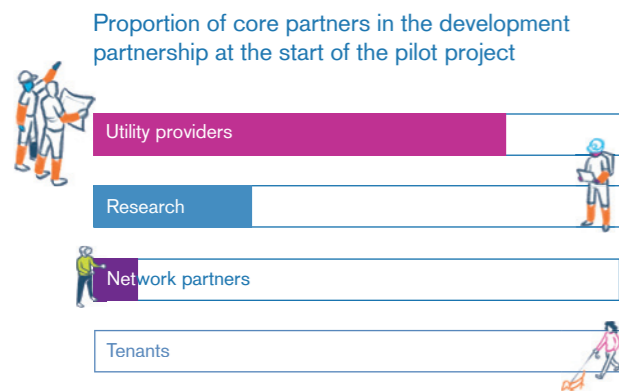 Proportion of core partners in the development
partnership at the start of the pilot project
Utility providers
Research
Network partners
Tenants